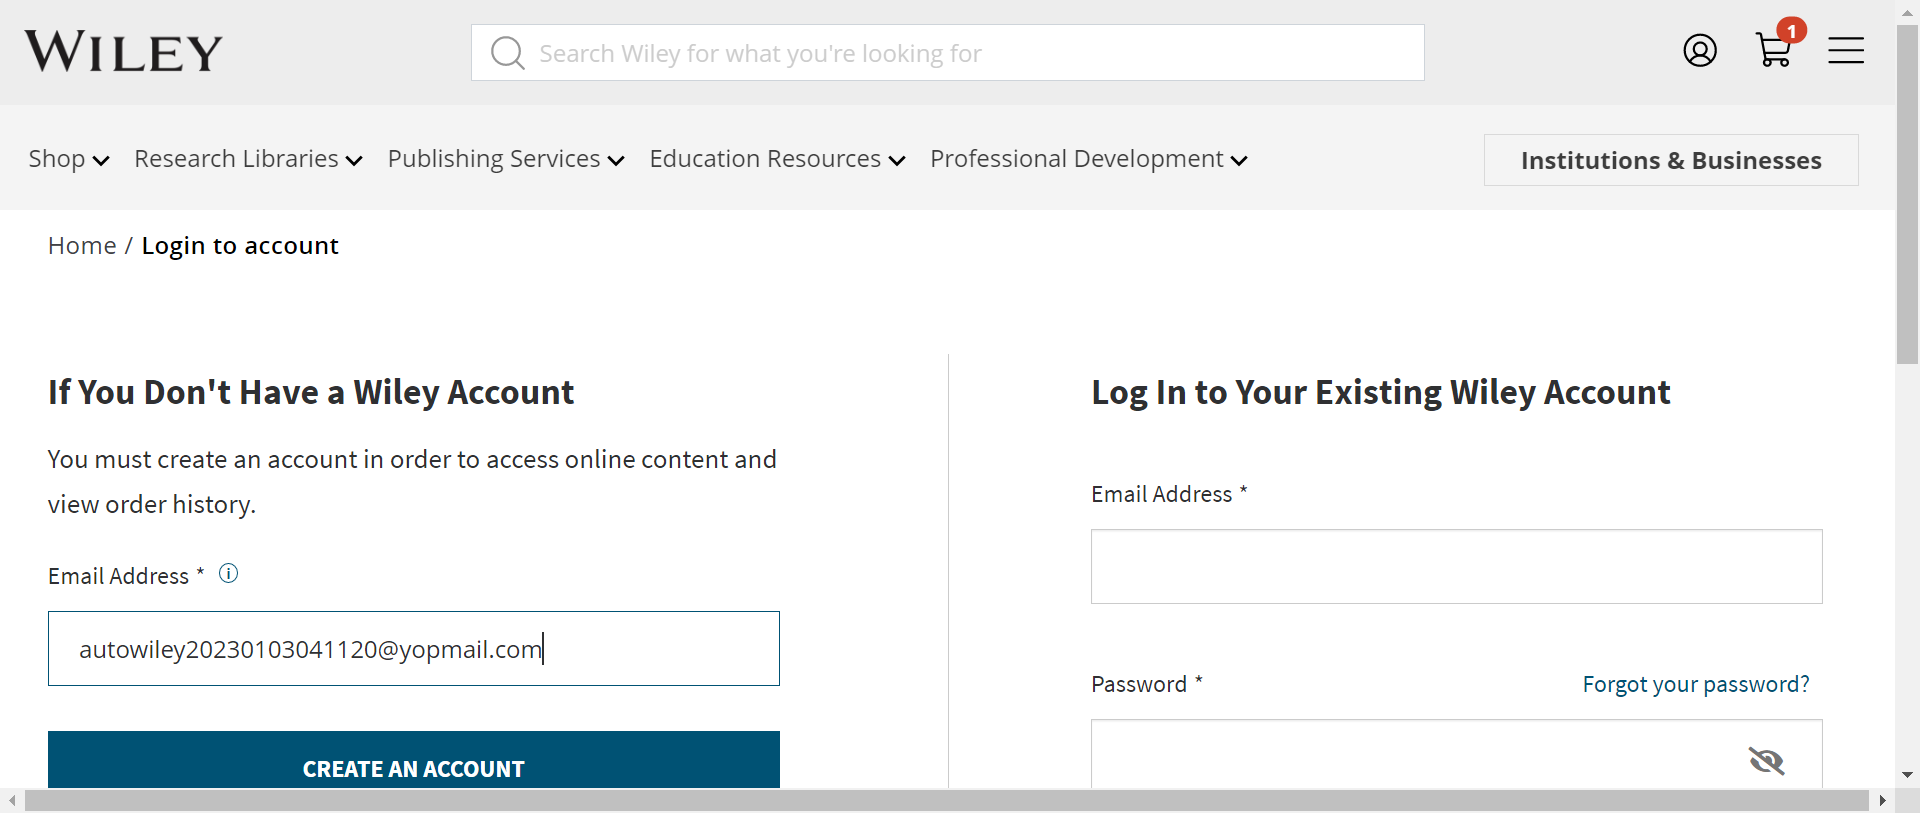 WILEY
Search Wiley for what you're looking for
1
Shop Research Libraries Publishing Services Education Resources Professional Development Institutions & Businesses
Home / Login to account
If You Don't Have a Wiley Account
You must create an account in order to access online content and
view order history.
Email Address *
autowiley20230103041120@yopmail.com
CREATE AN ACCOUNT
Log In to Your Existing Wiley Account
Email Address *
Password * Forgot your password?